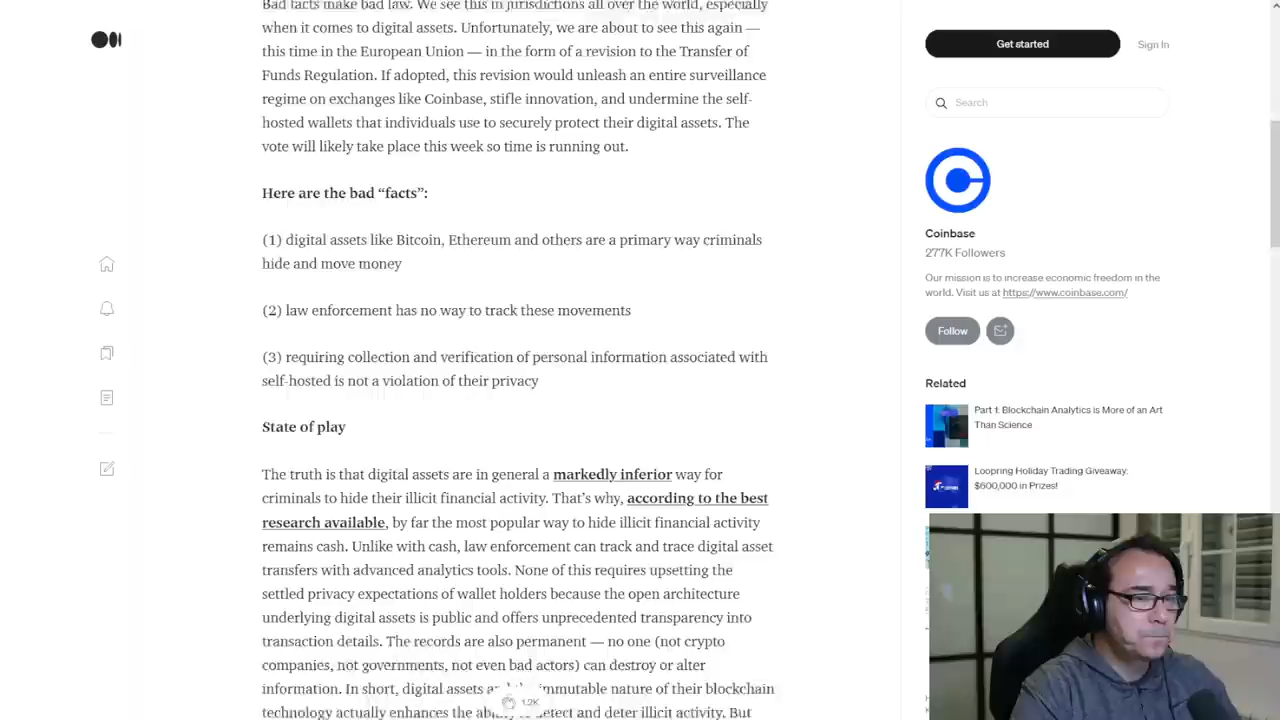 Bad facts make bad law. We see this in jurisdictions all over the world, especially
when it comes to digital assets. Unfortunately, we are about to see this again —
this time in the European Union — in the form of a revision to the Transfer of
Funds Regulation. If adopted, this revision would unleash an entire surveillance
regime on exchanges like Coinbase, stifle innovation, and undermine the self-
hosted wallets that individuals use to securely protect their digital assets. The
vote will likely take place this week so time is running out.
Here are the bad “facts”:
(1) digital assets like Bitcoin, Ethereum and others are a primary way criminals
hide and move money
(2) law enforcement has no way to track these movements
(3) requiring collection and verification of personal information associated with
self-hosted is not a violation of their privacy
State of play
The truth is that digital assets are in general a markedly inferior way for
criminals to hide their illicit financial activity. That’s why, according to the best
research available, by far the most popular way to hide illicit financial activity
remains cash. Unlike with cash, law enforcement can track and trace digital asset
transfers with advanced analytics tools. None of this requires upsetting the
settled privacy expectations of wallet holders because the open architecture
underlying digital assets is public and offers unprecedented transparency into
transaction details. The records are also permanent — no one (not crypto
companies, not governments, not even bad actors) can destroy or alter
information. In short, digital assets and the immutable nature of their blockchain
technology actually enhances the ability to detect and deter illicit activity. But
1.2K
Get started
Sign In
Search
Coinbase
277K Followers
Our mission is to increase economic freedom in the
world. Visit us at https://www.coinbase.com/
Follow
Related
Part 1: Blockchain Analytics is More of an Art
Than Science
Loopring Holiday Trading Giveaway:
$600,000 in Prizes!